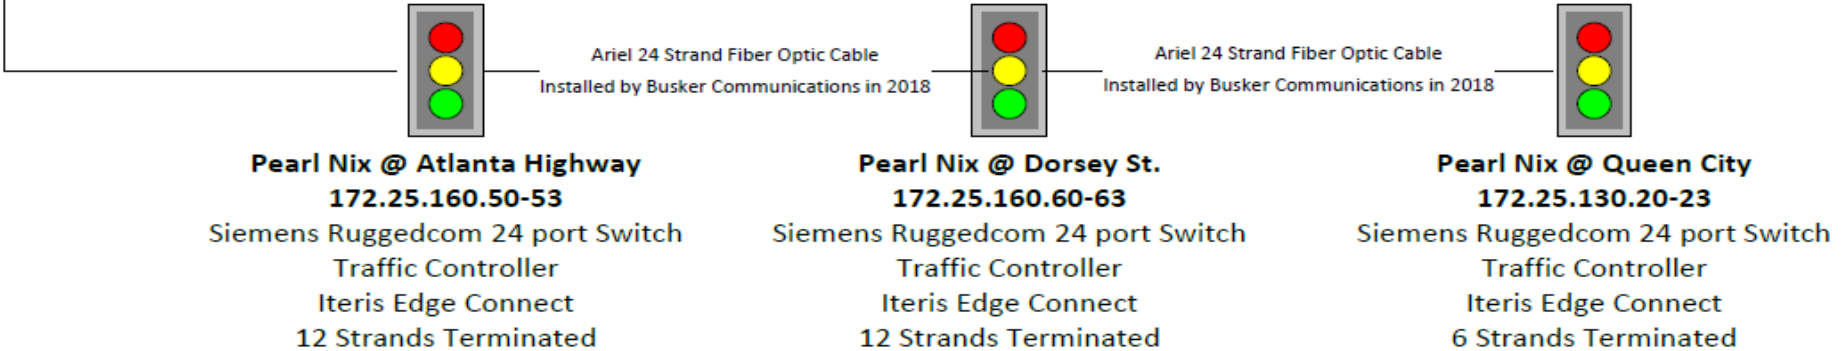 Ariel 24 Strand Fiber Optic Cable
Installed by Busker Communications in 2018
Ariel 24 Strand Fiber Optic Cable
Installed by Busker Communications in 2018
Pearl Nix @ Atlanta Highway
172.25.160.50-53
Siemens Ruggedcom 24 port Switch
Traffic Controller
Iteris Edge Connect
12 Strands Terminated
Pearl Nix @ Dorsey St.
172.25.160.60-63
Siemens Ruggedcom 24 port Switch
Traffic Controller
Iteris Edge Connect
12 Strands Terminated
Pearl Nix @ Queen City
172.25.130.20-23
Siemens Ruggedcom 24 port Switch
Traffic Controller
Iteris Edge Connect
6 Strands Terminated